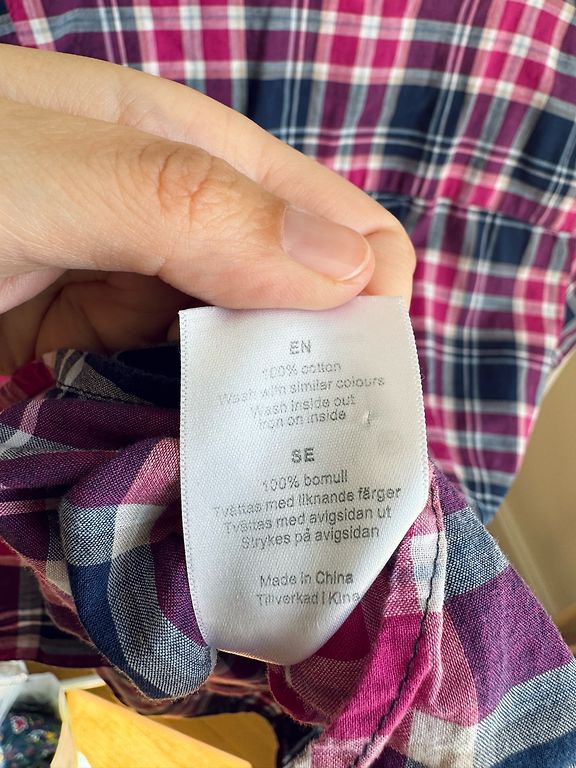 EN
100% cotton
Wash with similar colours
Wash inside out
Iron on inside
SE
100% bomull
Tvättas med liknande färger
Tvättas med avigsidan ut
Strykes på avigsidan
Made in China
Tillverkad i Kina